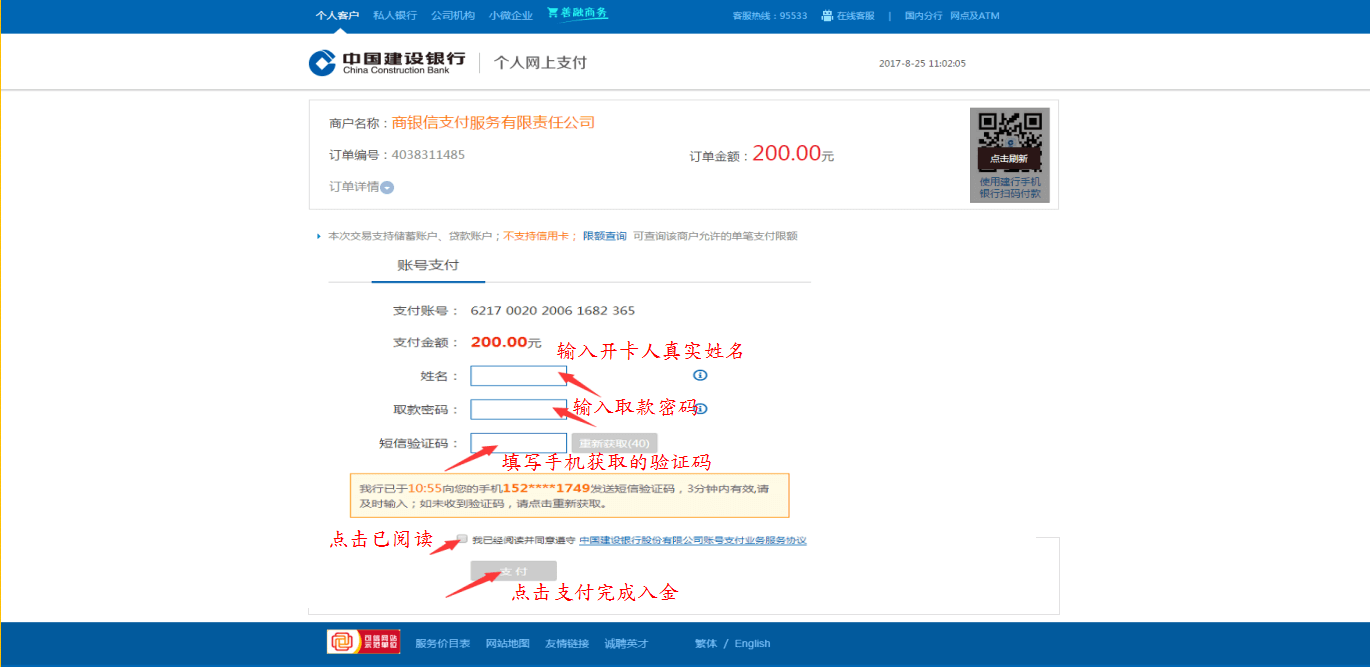 个人客户 私人银行 公司机构 小微企业 善融商务 客服热线：95533 在线客服 | 国内分行 网点及ATM
中国建设银行 个人网上支付
China Construction Bank
2017-8-25 11:02:05
商户名称：商银信支付服务有限责任公司
订单编号：4038311485 订单金额：200.00元
订单详情
点击刷新
使用建行手机
银行扫码付款
本次交易支持储蓄账户、贷款账户；不支持信用卡； 限额查询 可查询该商户允许的单笔支付限额
账号支付
支付账号： 6217 0020 2006 1682 365
支付金额： 200.00元
输入开卡人真实姓名
姓名：
取款密码： 输入取款密码
短信验证码： 重新获取(40)
填写手机获取的验证码
我行已于10:55向您的手机152****1749发送短信验证码，3分钟内有效,请
及时输入；如未收到验证码，请点击重新获取。
点击已阅读 我已经阅读并同意遵守 中国建设银行股份有限公司账号支付业务服务协议
支付
点击支付完成入金
可信网站
示范单位
服务价目表 网站地图 友情链接 诚聘英才 繁体 / English